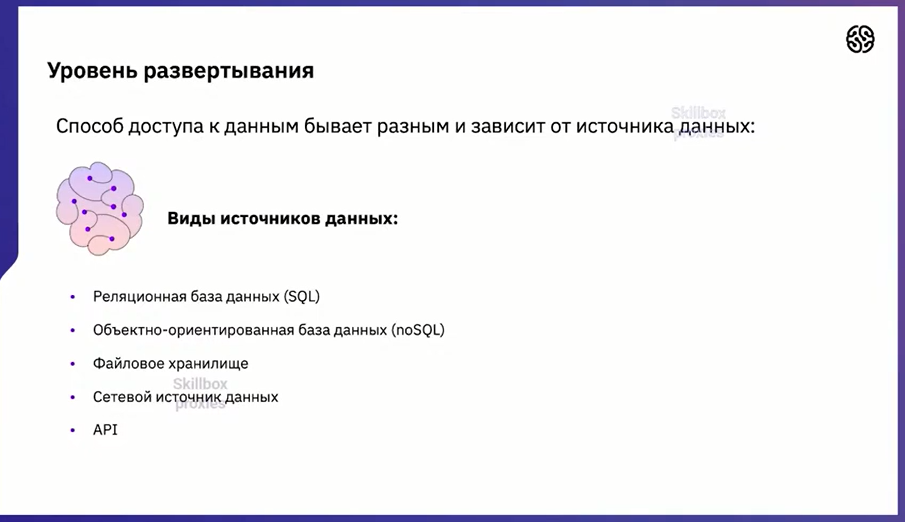 Уровень развертывания
Способ доступа к данным бывает разным и зависит от источника данных:
Skillbox
proxies
Виды источников данных:
Реляционная база данных (SQL)
Объектно-ориентированная база данных (noSQL)
Файловое хранилище
Skillbox
Сетевой источник данных
proxies
API